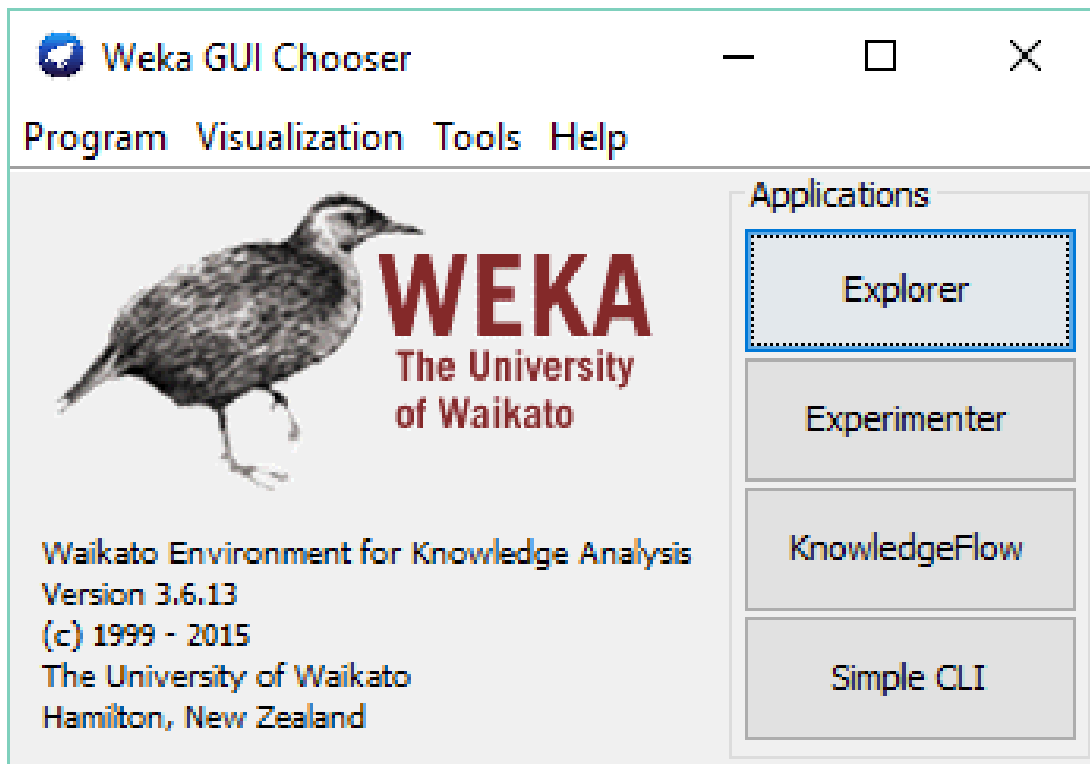 Weka GUI Chooser
Program Visualization Tools Help
WEKA
The University
of Waikato
Waikato Environment for Knowledge Analysis
Version 3.6.13
(c) 1999 - 2015
The University of Waikato
Hamilton, New Zealand
Applications
Explorer
Experimenter
KnowledgeFlow
Simple CLI